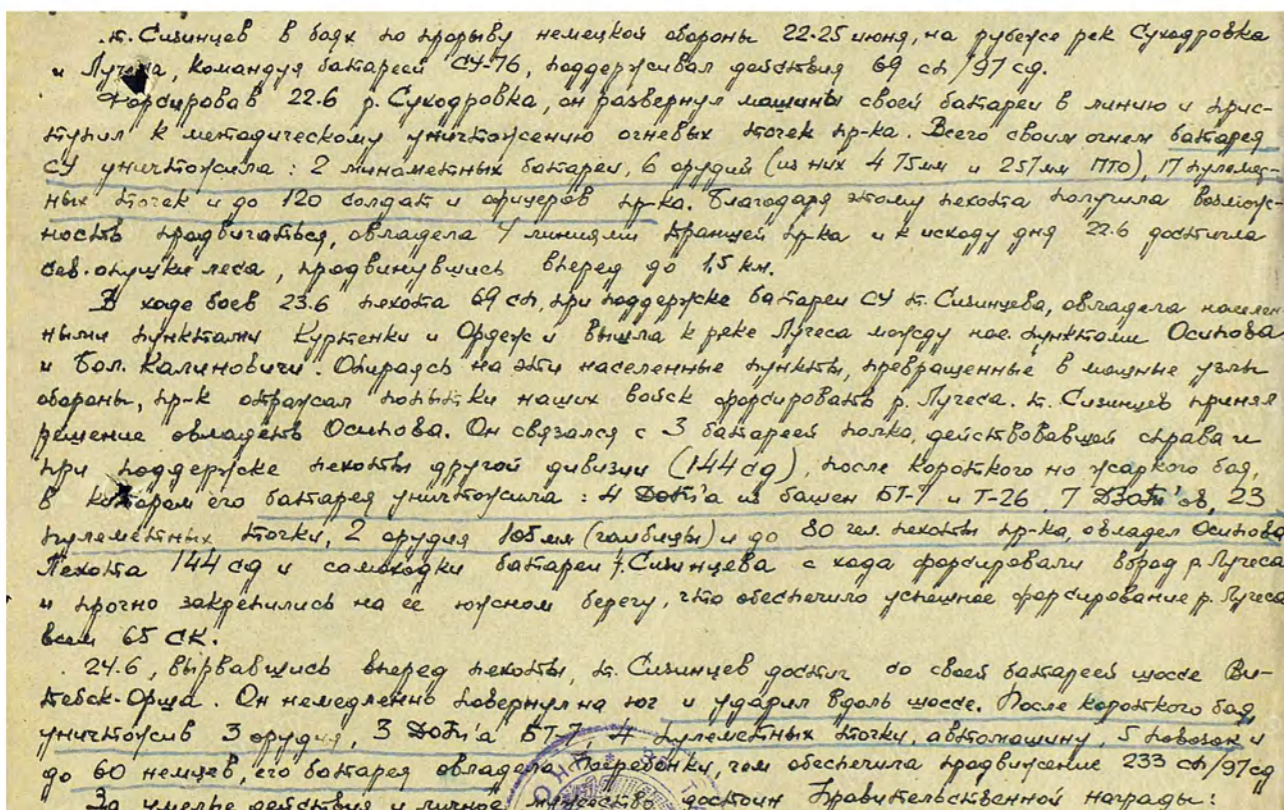 т. Сизинцев в боях по прорыву немецкой обороны 22-25 июня, на рубеже рек Суходровка
и Лучеса, командуя батареей СУ-76, поддерживал действия 69 сп/97 сд.
Форсировав 22.6 р. Суходровка, он развернул машины своей батареи в линию и прис-
тупил к методическому уничтожению огневых точек пр-ка. Всего своим огнем батарея
СУ уничтожила: 2 минометных батареи, 6 орудий (из них 4 75мм и 2 57мм ПТО), 17 пулемет-
ных точек и до 120 солдат и офицеров пр-ка. Благодаря этому пехота получила возмож-
ность продвигаться, овладела 4 линиями траншей пр-ка и к исходу дня 22.6 достигла
сев. опушки леса, продвинувшись вперед до 1,5 км.
В ходе боев 23.6 пехота 69 сп, при поддержке батареи СУ т. Сизинцева, овладела населен-
ными пунктами Куртенки и Ордеж и вышла к реке Лучеса между нас. пунктами Осипова
и Бол. Калиновичи. Опираясь на эти населенные пункты, превращенные в мощные узлы
обороны, пр-к отражал попытки наших войск форсировать р. Лучеса. т. Сизинцев принял
решение овладеть Осипова. Он связался с 3 батареей полка, действовавшей справа и
при поддержке пехоты другой дивизии (144 сд), после короткого но жаркого боя,
в котором его батарея уничтожила: 4 ДОТ'а из башен БТ-7 и Т-26, 7 ДЗОТ'ов, 23
пулеметных точки, 2 орудия 105мм (гаубицы) и до 80 чел. пехоты пр-ка, овладел Осипова
Пехота 144 сд и самоходки батареи т. Сизинцева с хода форсировали вброд р. Лучеса
и прочно закрепились на ее южном берегу, что обеспечило успешное форсирование р. Лучеса
всем 65 СК.
24.6, вырвавшись вперед пехоты, т. Сизинцев достиг со своей батареей шоссе Ви-
тебск-Орша. Он немедленно повернул на юг и ударил вдоль шоссе. После короткого боя,
уничтожив 3 орудия, 3 ДОТ'а БТ-7, 4 пулеметных точки, автомашину, 5 повозок и
до 60 немцев, его батарея овладела Погребенки, чем обеспечила продвижение 233 сп/97сд
За умелые действия и личное мужество достоин Правительственной награды: